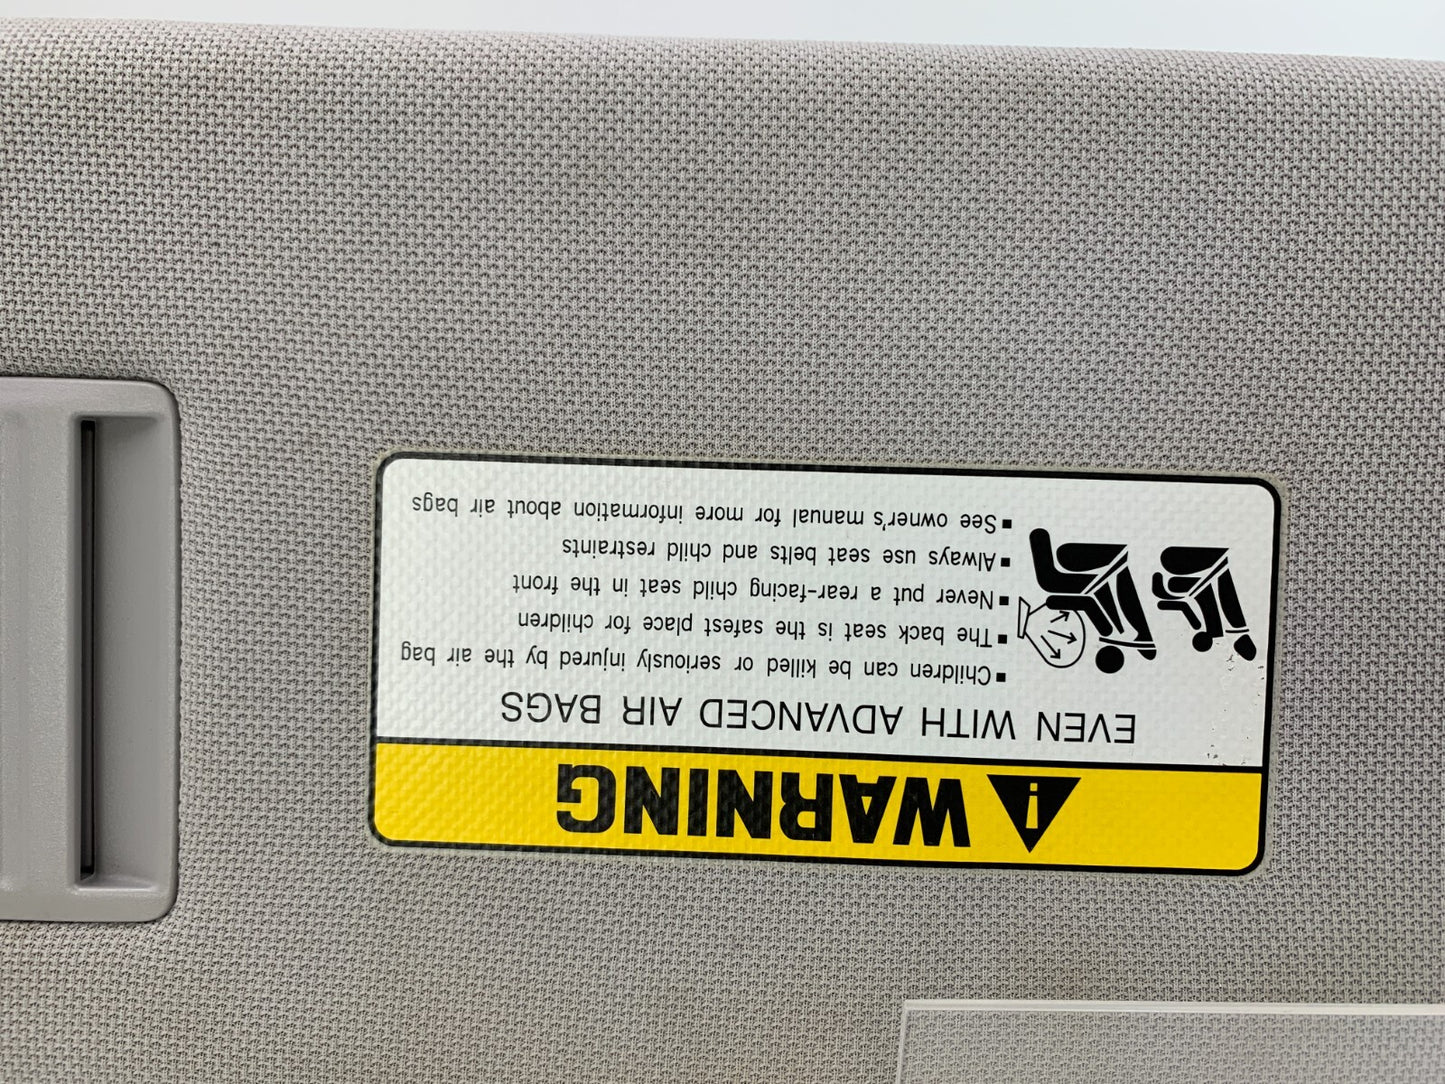 WARNING
EVEN WITH ADVANCED AIR BAGS
▪ Children can be killed or seriously injured by the air bag
▪ The back seat is the safest place for children
▪ Never put a rear-facing child seat in the front
▪ Always use seat belts and child restraints
▪ See owner's manual for more information about air bags